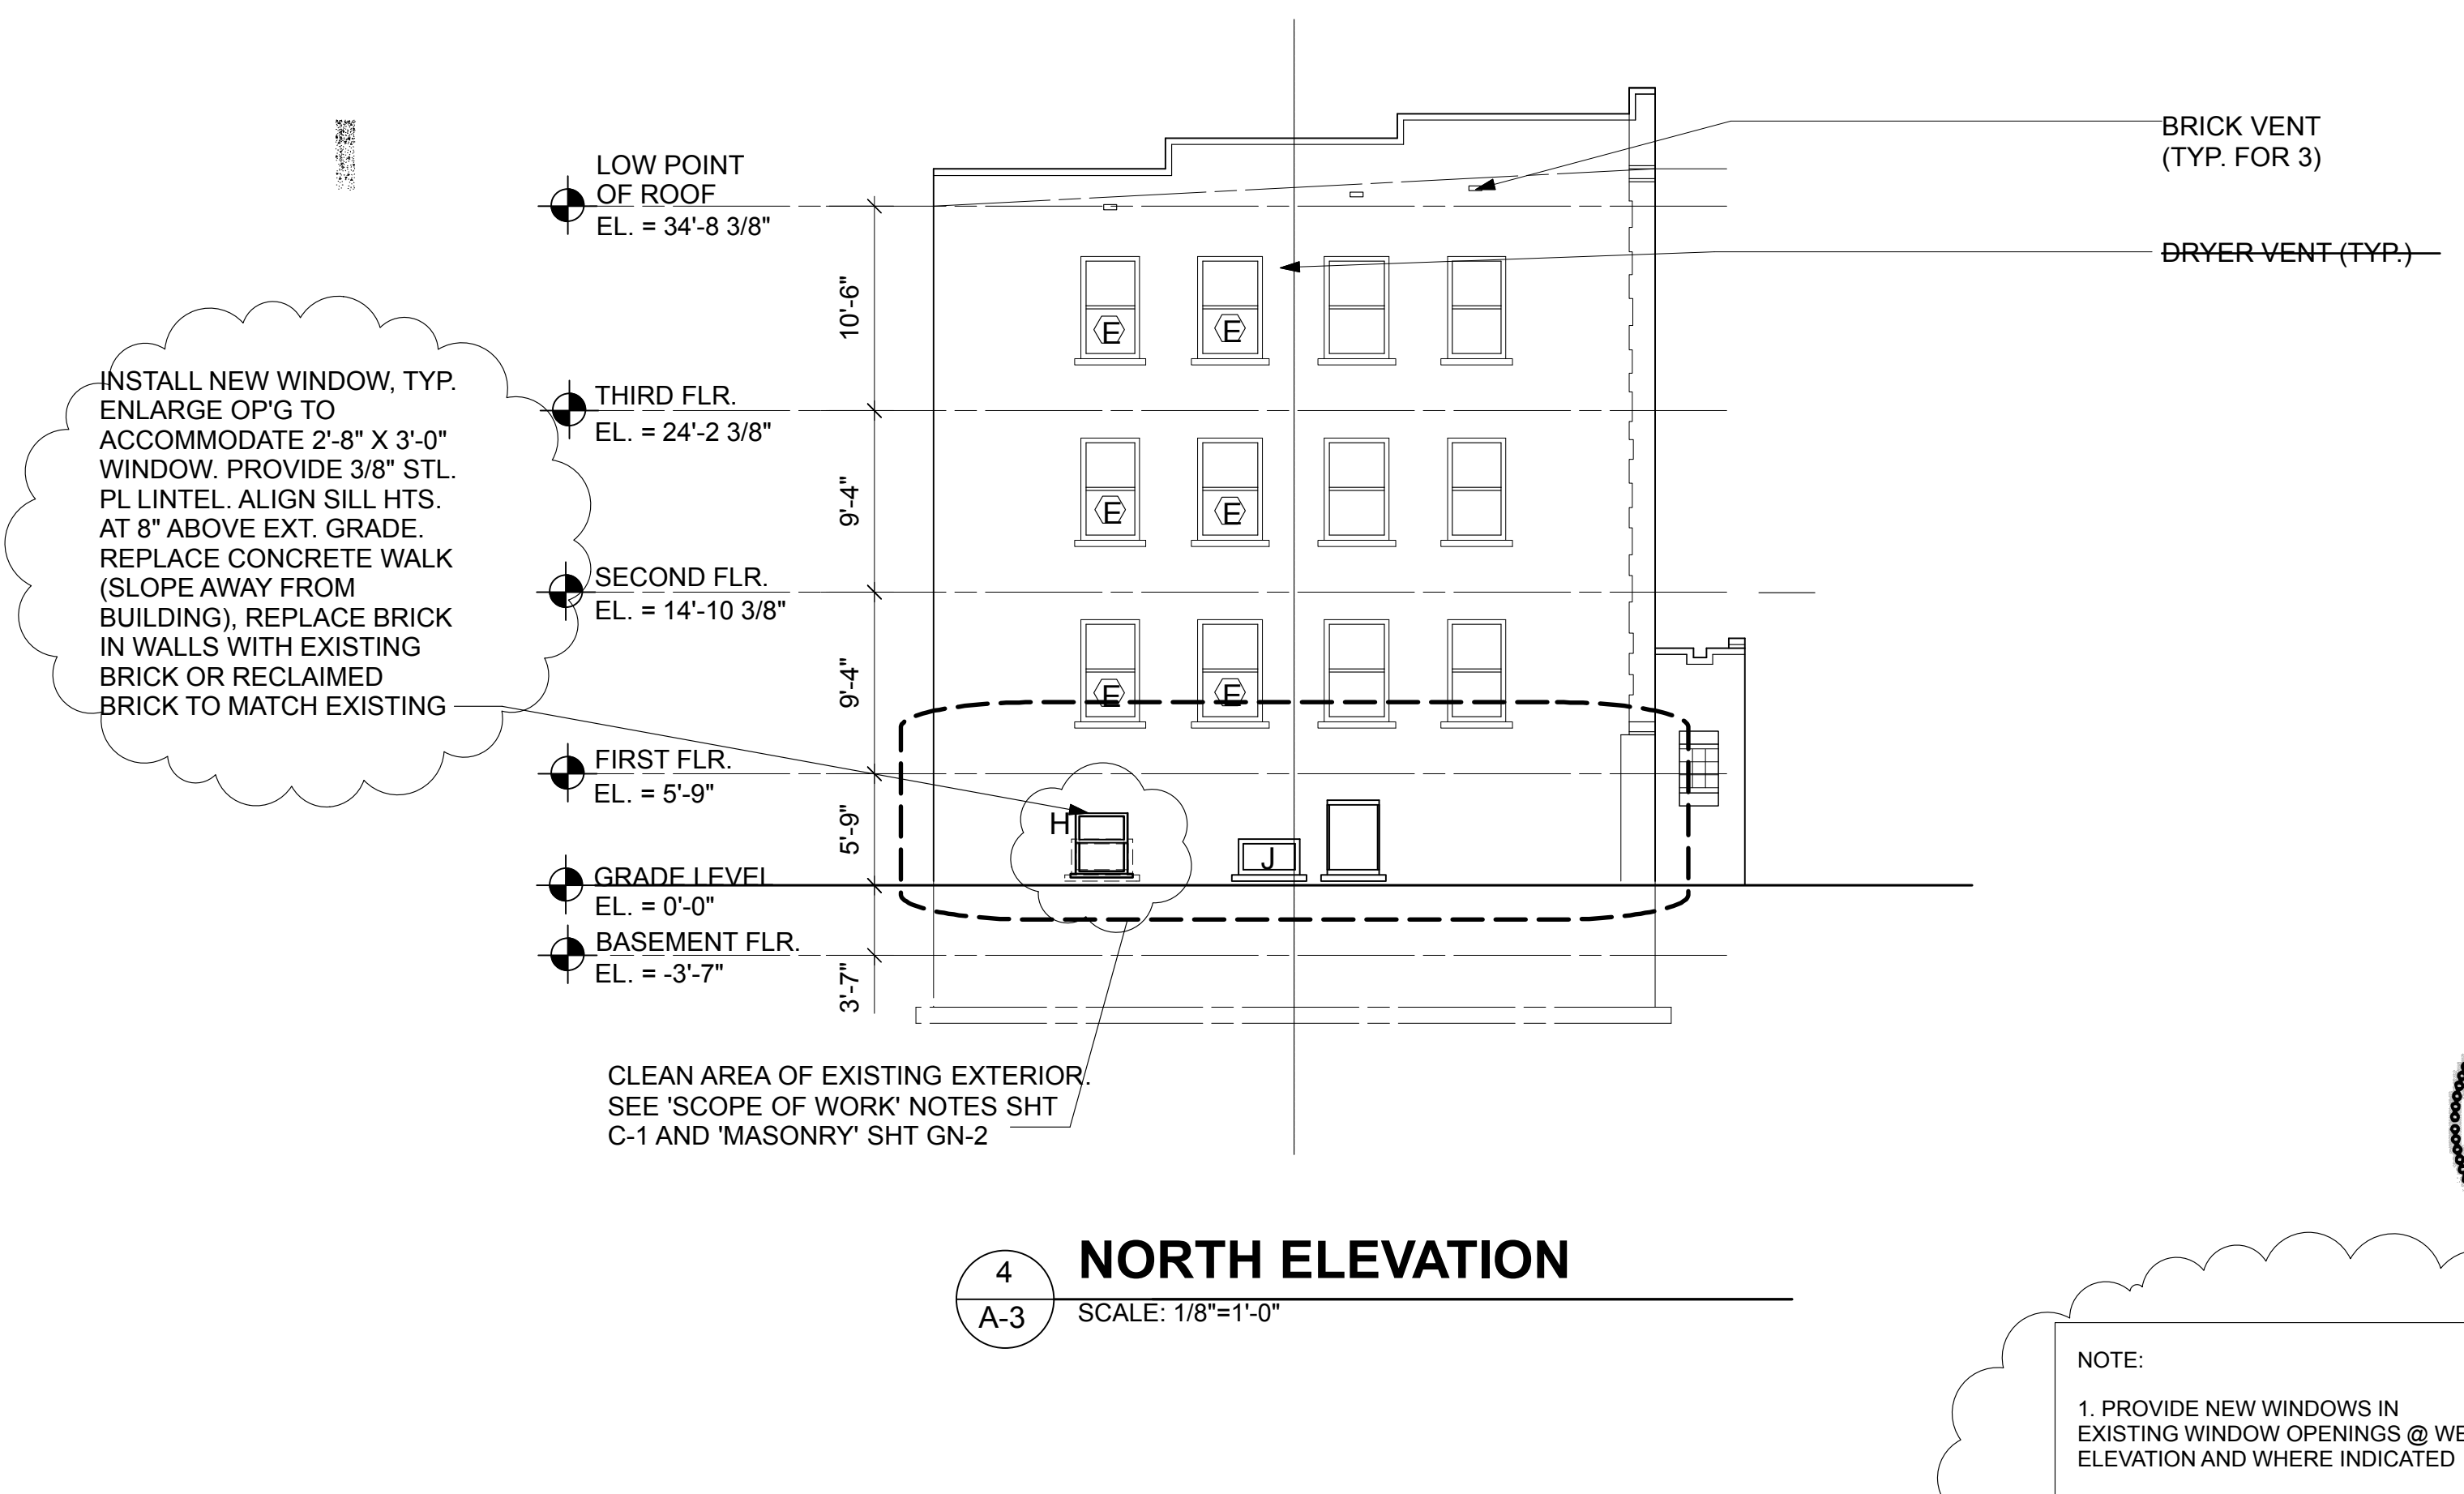 BRICK VENT
(TYP. FOR 3)
DRYER VENT (TYP.)
LOW POINT
OF ROOF
EL. = 34'-8 3/8"
10'-6"
THIRD FLR.
EL. = 24'-2 3/8"
9'-4"
SECOND FLR.
EL. = 14'-10 3/8"
9'-4"
FIRST FLR.
EL. = 5'-9"
5'-9"
GRADE LEVEL
EL. = 0'-0"
BASEMENT FLR.
EL. = -3'-7"
3'-7"
INSTALL NEW WINDOW, TYP.
ENLARGE OP'G TO
ACCOMMODATE 2'-8" X 3'-0"
WINDOW. PROVIDE 3/8" STL.
PL LINTEL. ALIGN SILL HTS.
AT 8" ABOVE EXT. GRADE.
REPLACE CONCRETE WALK
(SLOPE AWAY FROM
BUILDING), REPLACE BRICK
IN WALLS WITH EXISTING
BRICK OR RECLAIMED
BRICK TO MATCH EXISTING
E E
E E
E E
H
J
CLEAN AREA OF EXISTING EXTERIOR.
SEE 'SCOPE OF WORK' NOTES SHT
C-1 AND 'MASONRY' SHT GN-2
4
A-3
NORTH ELEVATION
SCALE: 1/8"=1'-0"
NOTE:
1. PROVIDE NEW WINDOWS IN
EXISTING WINDOW OPENINGS @
ELEVATION AND WHERE INDICATED